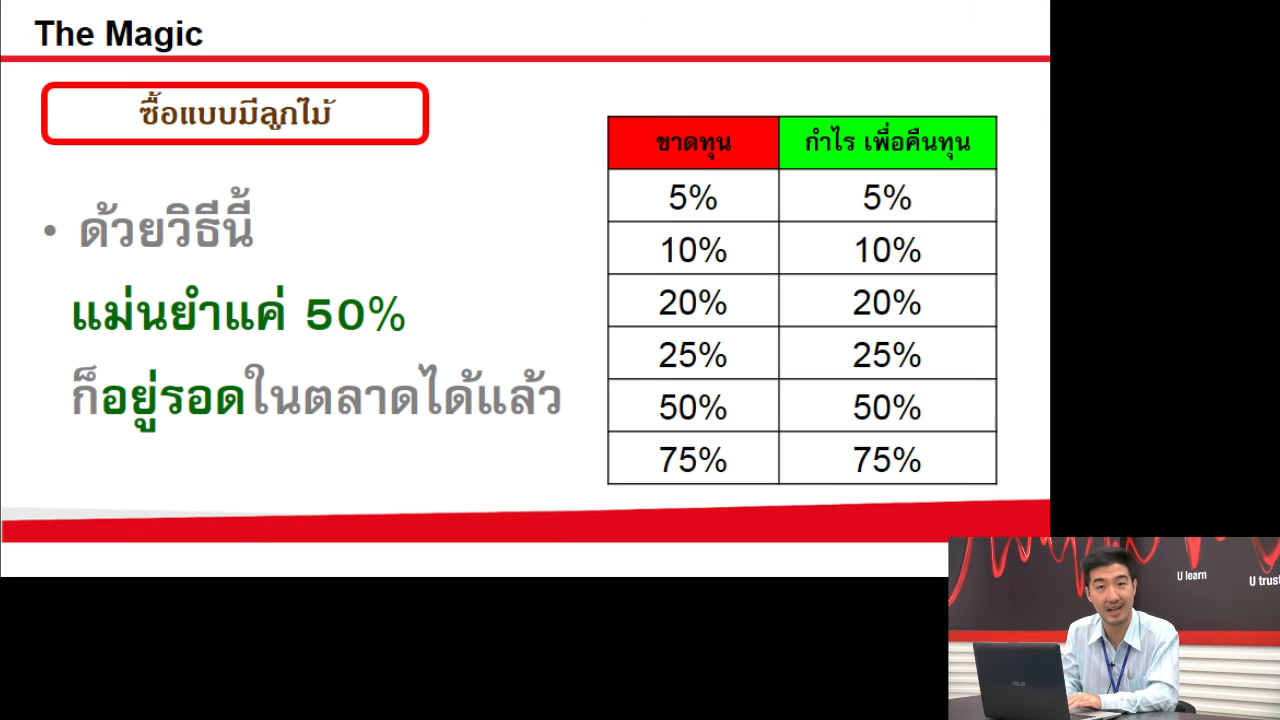 The Magic
ซื้อแบบมีลูกไม้
• ด้วยวิธีนี้
แม่นยำแค่ 50%
ก็อยู่รอดในตลาดได้แล้ว
ขาดทุน กำไร เพื่อคืนทุน
5% 5%
10% 10%
20% 20%
25% 25%
50% 50%
75% 75%
U learn
U trust
ASUS